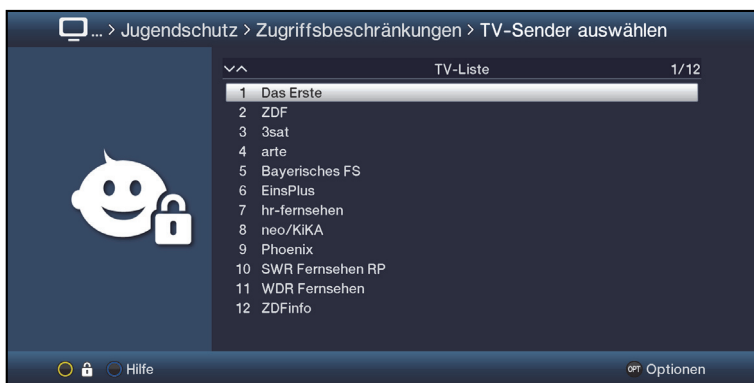 ... > Jugendschutz > Zugriffsbeschränkungen > TV-Sender auswählen
TV-Liste 1/12
1 Das Erste
2 ZDF
3 3sat
4 arte
5 Bayerisches FS
6 EinsPlus
7 hr-fernsehen
8 neo/KiKA
9 Phoenix
10 SWR Fernsehen RP
11 WDR Fernsehen
12 ZDFinfo
Hilfe OPT Optionen